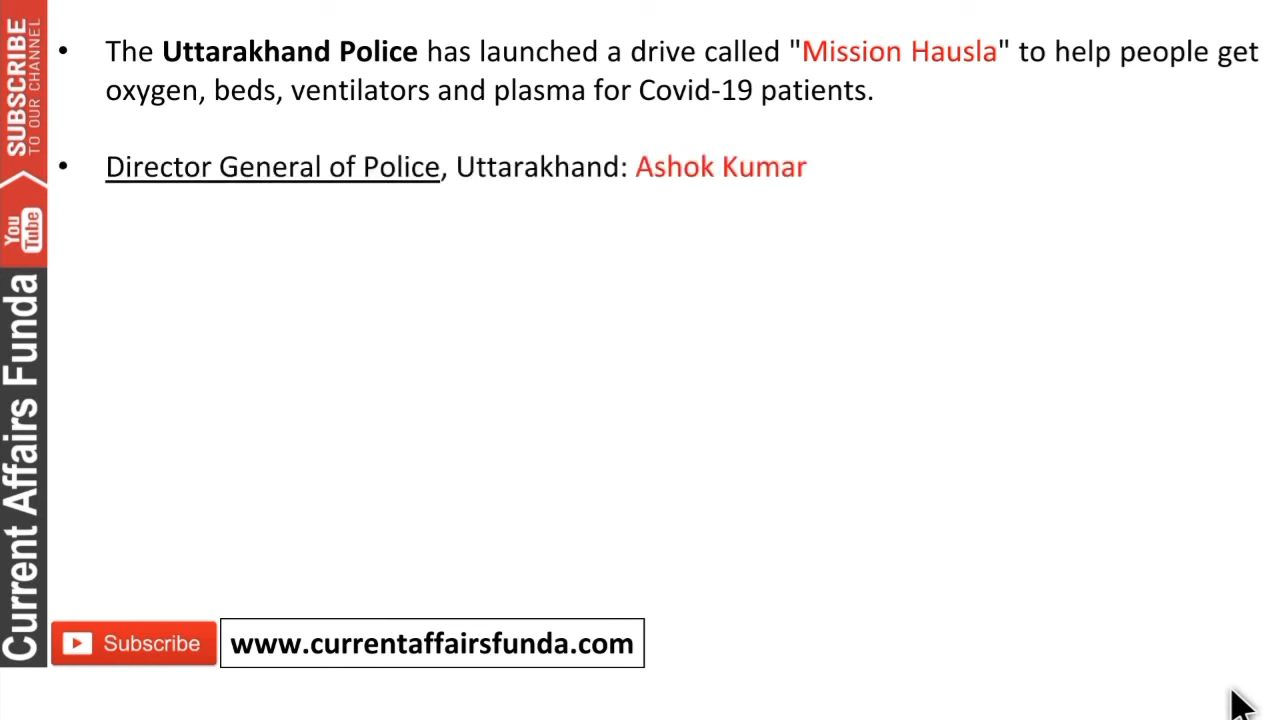 • The Uttarakhand Police has launched a drive called "Mission Hausla" to help people get
oxygen, beds, ventilators and plasma for Covid-19 patients.
• Director General of Police, Uttarakhand: Ashok Kumar
SUBSCRIBE
TO OUR CHANNEL
You
Tube
Current Affairs Funda
Subscribe
www.currentaffairsfunda.com